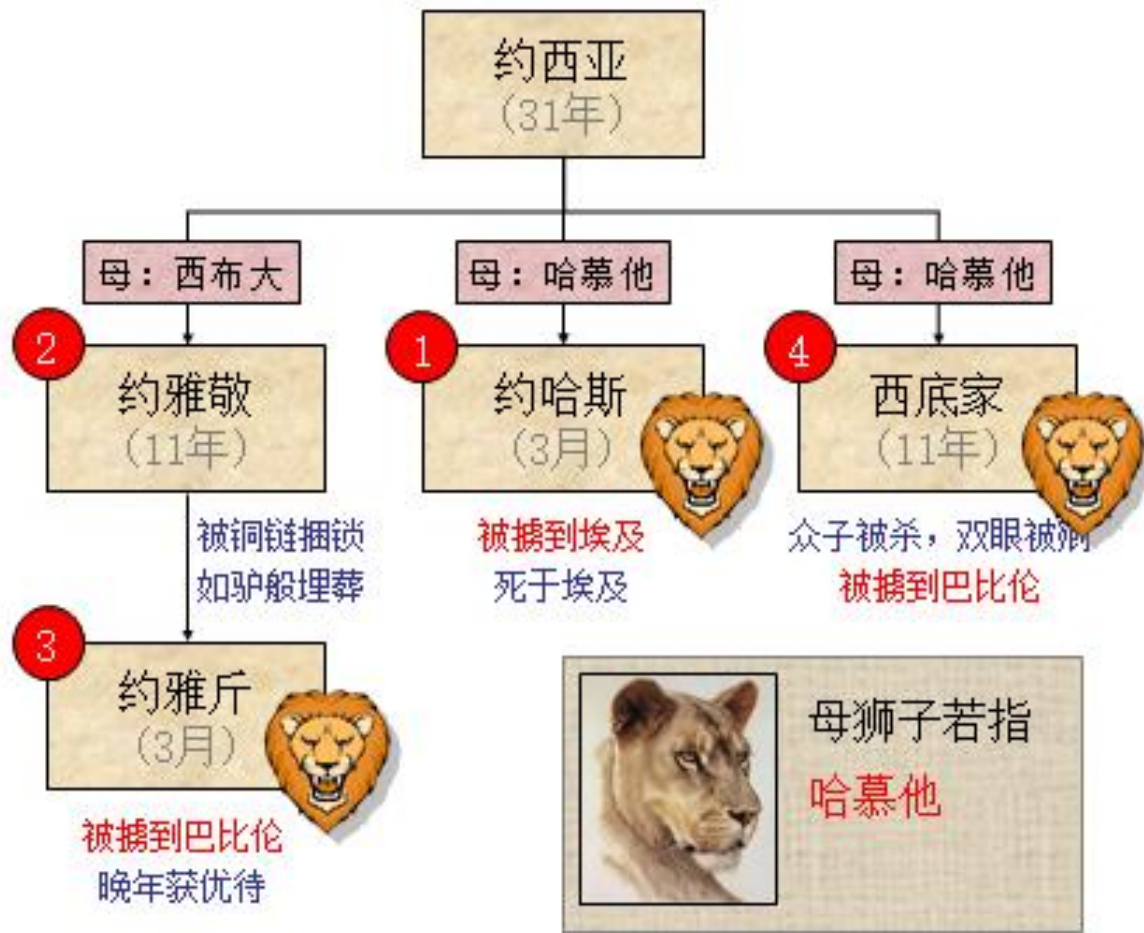 约西亚
(31年)
母：西布大
母：哈慕他
母：哈慕他
2
约雅敬
(11年)
1
约哈斯
(3月)
4
西底家
(11年)
被铜链捆锁
如驴般埋葬
被掳到埃及
死于埃及
众子被杀，双眼被剜
被掳到巴比伦
3
约雅斤
(3月)
被掳到巴比伦
晚年获优待
母狮子若指
哈慕他